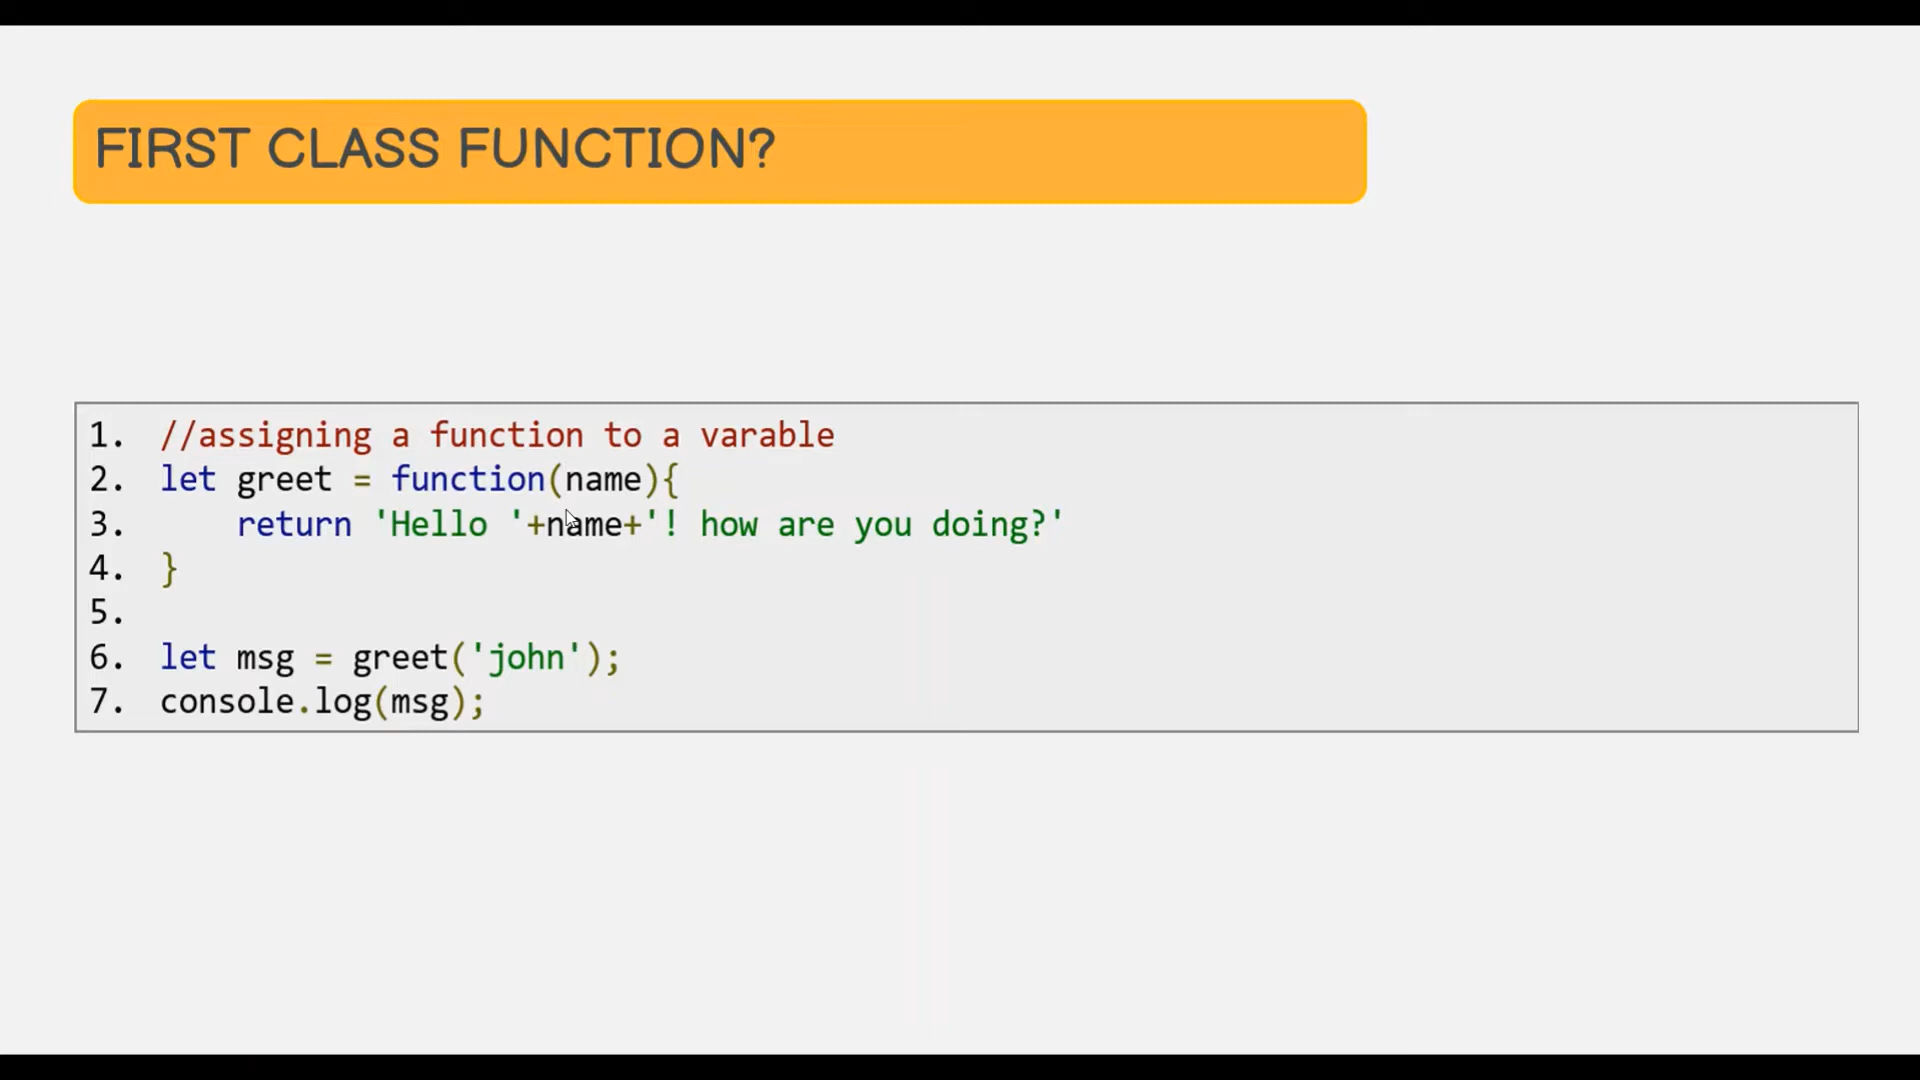 FIRST CLASS FUNCTION?
1. //assigning a function to a varable
2. let greet = function(name){
3. return 'Hello '+name+'! how are you doing?'
4. }
5.
6. let msg = greet('john');
7. console.log(msg);